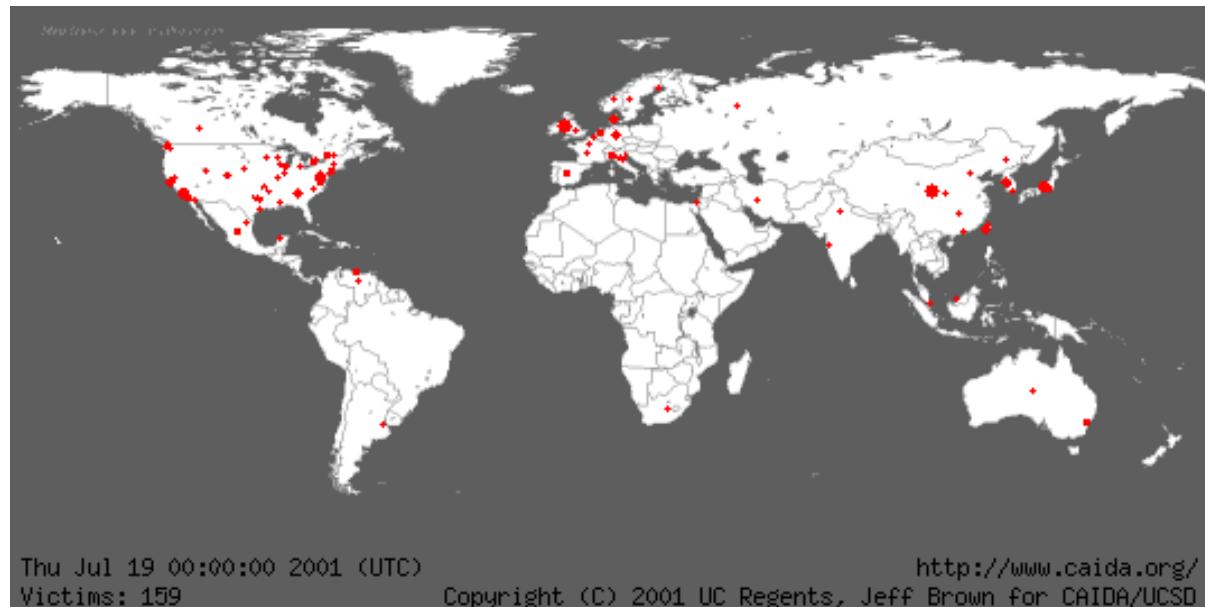 Thu Jul 19 00:00:00 2001 (UTC)
http://www.caida.org/
Victims: 159
Copyright (C) 2001 UC Regents, Jeff Brown for CAIDA/UCSD